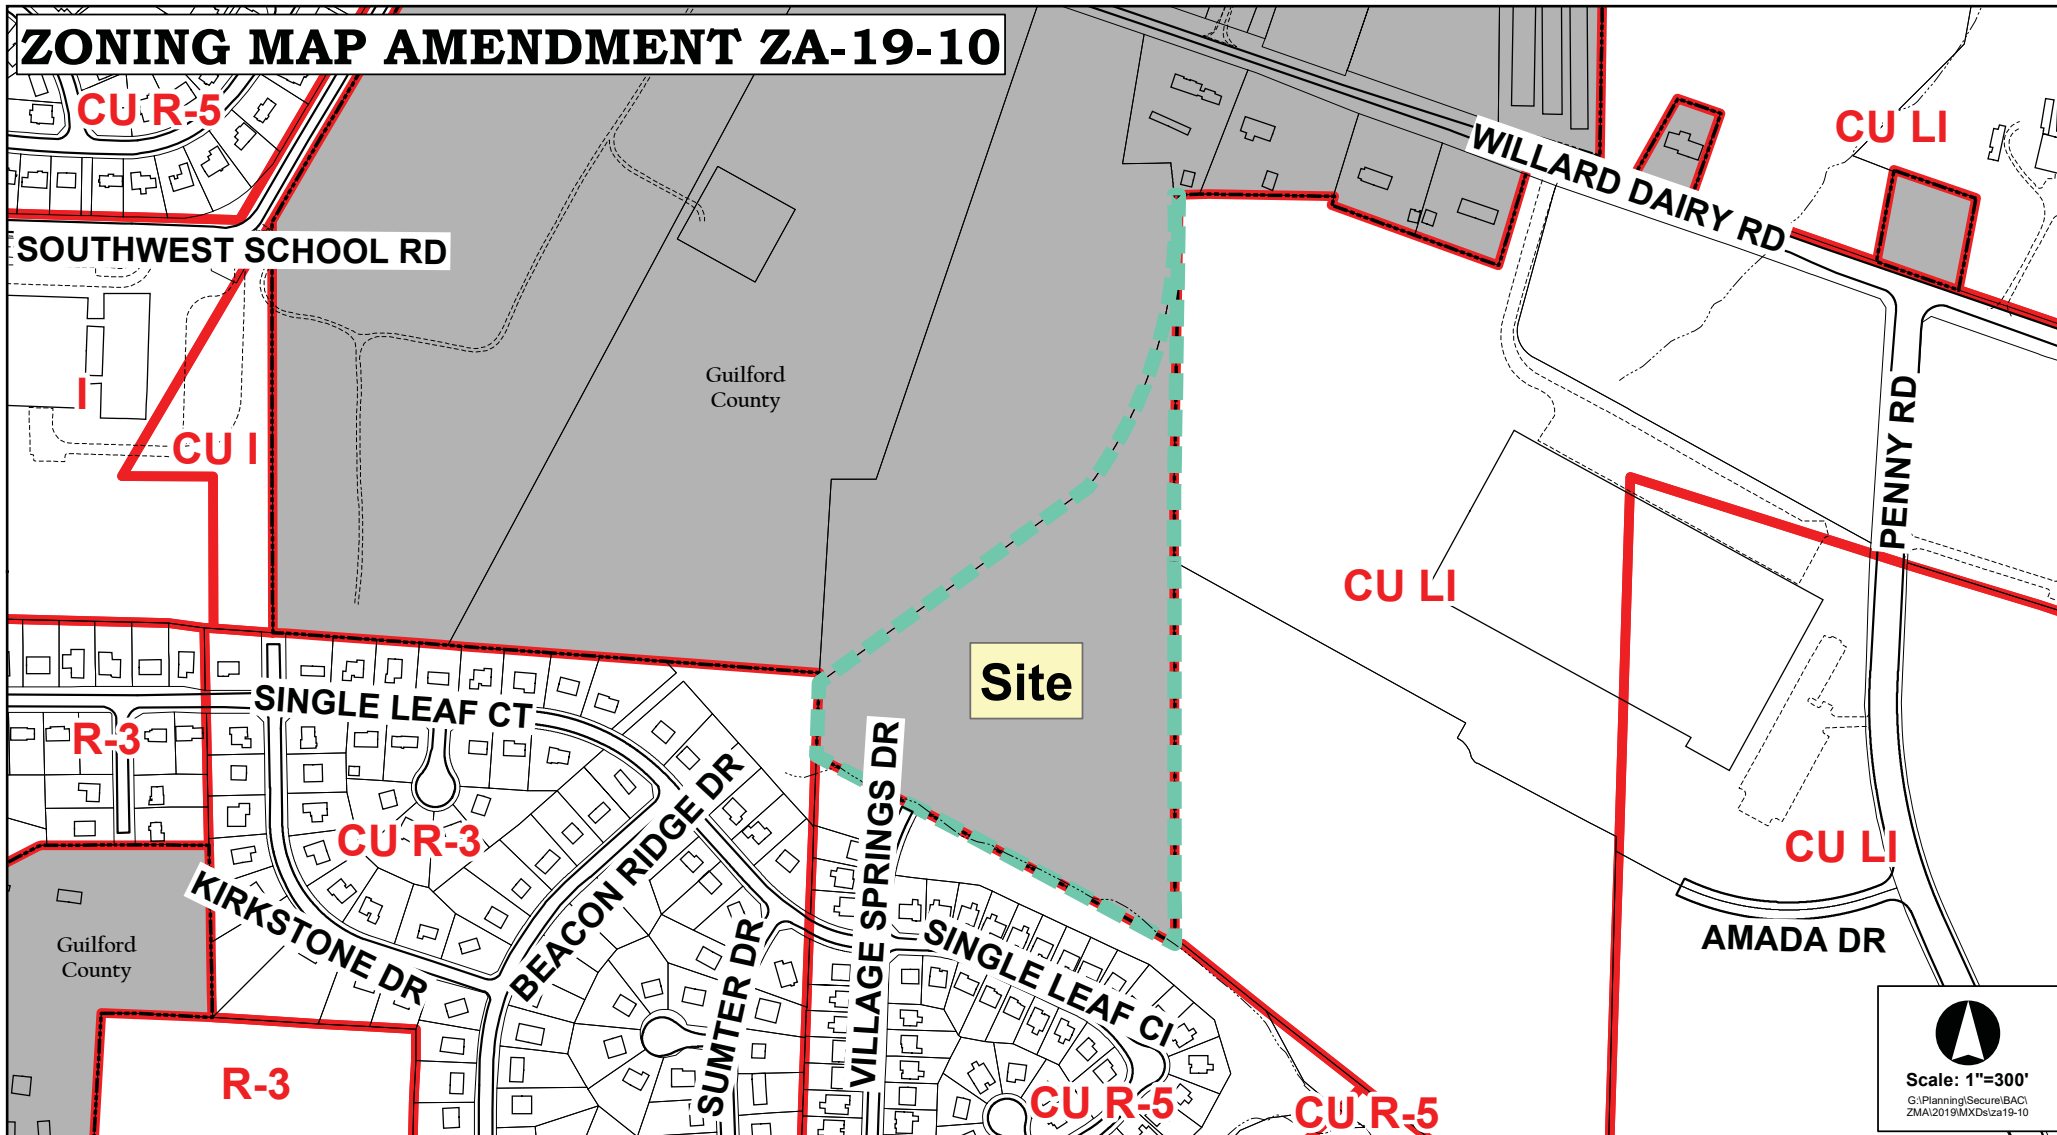 ZONING MAP AMENDMENT ZA-19-10
CU R-5
CU LI
WILLARD DAIRY RD
SOUTHWEST SCHOOL RD
I
CU I
Guilford
County
PENNY RD
CU LI
Site
SINGLE LEAF CT
R-3
CU R-3
BEACON RIDGE DR
VILLAGE SPRINGS DR
CU LI
KIRKSTONE DR
Guilford
County
SUMTER DR
SINGLE LEAF CI
AMADA DR
R-3
CU R-5
CU R-5
Scale: 1"=300'
G:\Planning\Secure\BAC\
ZMA\2019\MXDs\za19-10